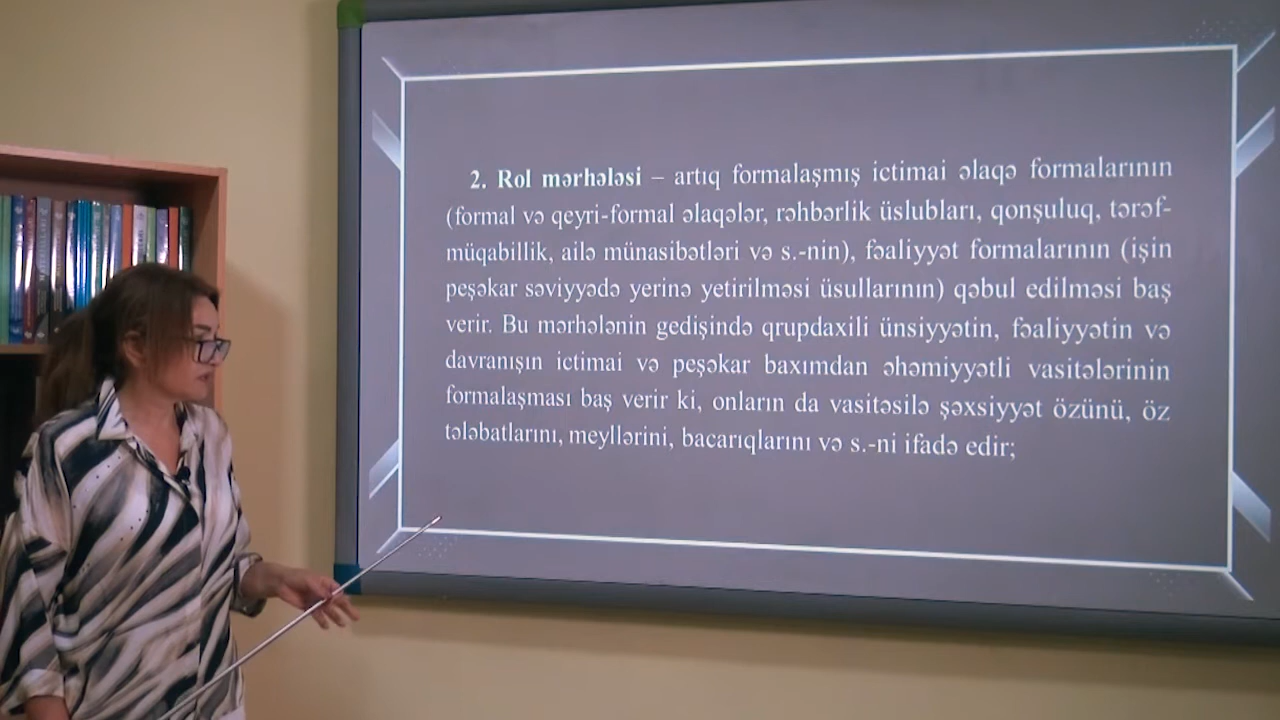 2. Rol mərhələsi – artıq formalaşmış ictimai əlaqə formalarının
(formal və qeyri-formal əlaqələr, rəhbərlik üslubları, qonşuluq, tərəf-
müqabillik, ailə münasibətləri və s.-nin), fəaliyyət formalarının (işin
peşəkar səviyyədə yerinə yetirilməsi üsullarının) qəbul edilməsi baş
verir. Bu mərhələnin gedişində qrupdaxili ünsiyyətin, fəaliyyətin və
davranışın ictimai və peşəkar baxımdan əhəmiyyətli vasitələrinin
formalaşması baş verir ki, onların da vasitəsilə şəxsiyyət özünü, öz
tələbatlarını, meyllərini, bacarıqlarını və s.-ni ifadə edir;